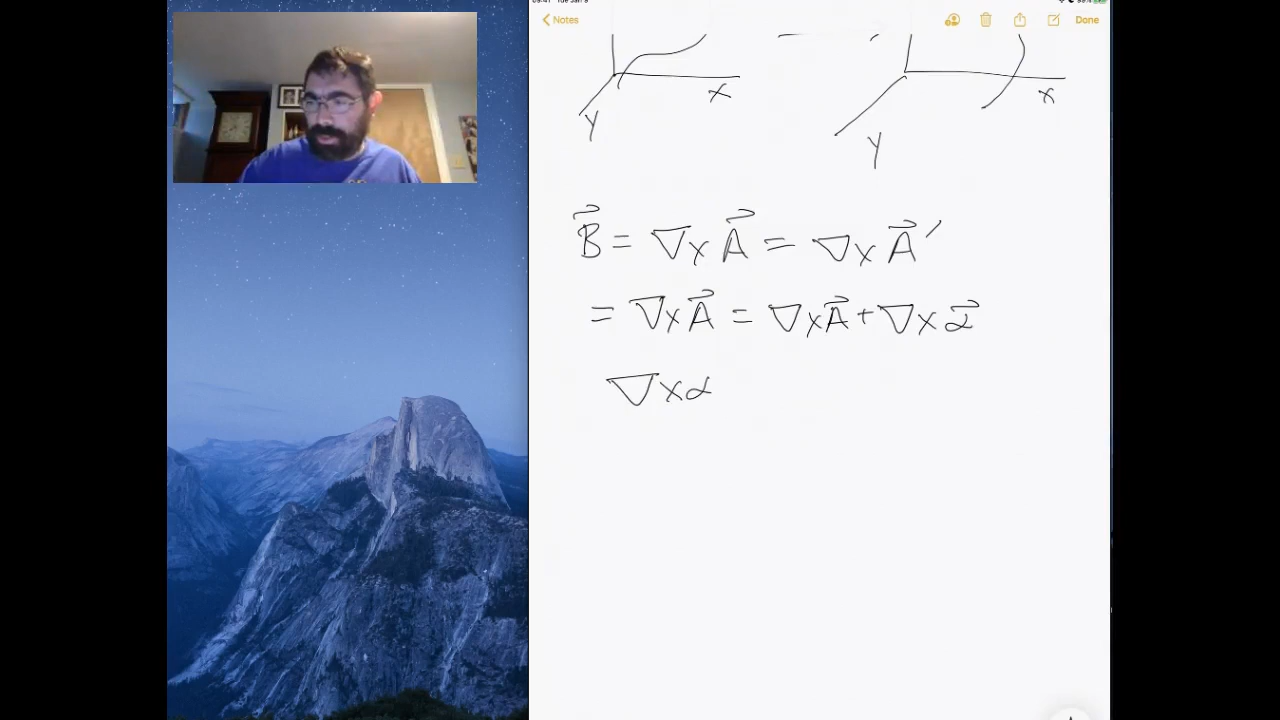 Notes
Done
x
y
x
y
B⃗ = ∇×A⃗ = ∇×A⃗′
= ∇×A⃗ = ∇×A⃗ + ∇×α⃗
∇×α